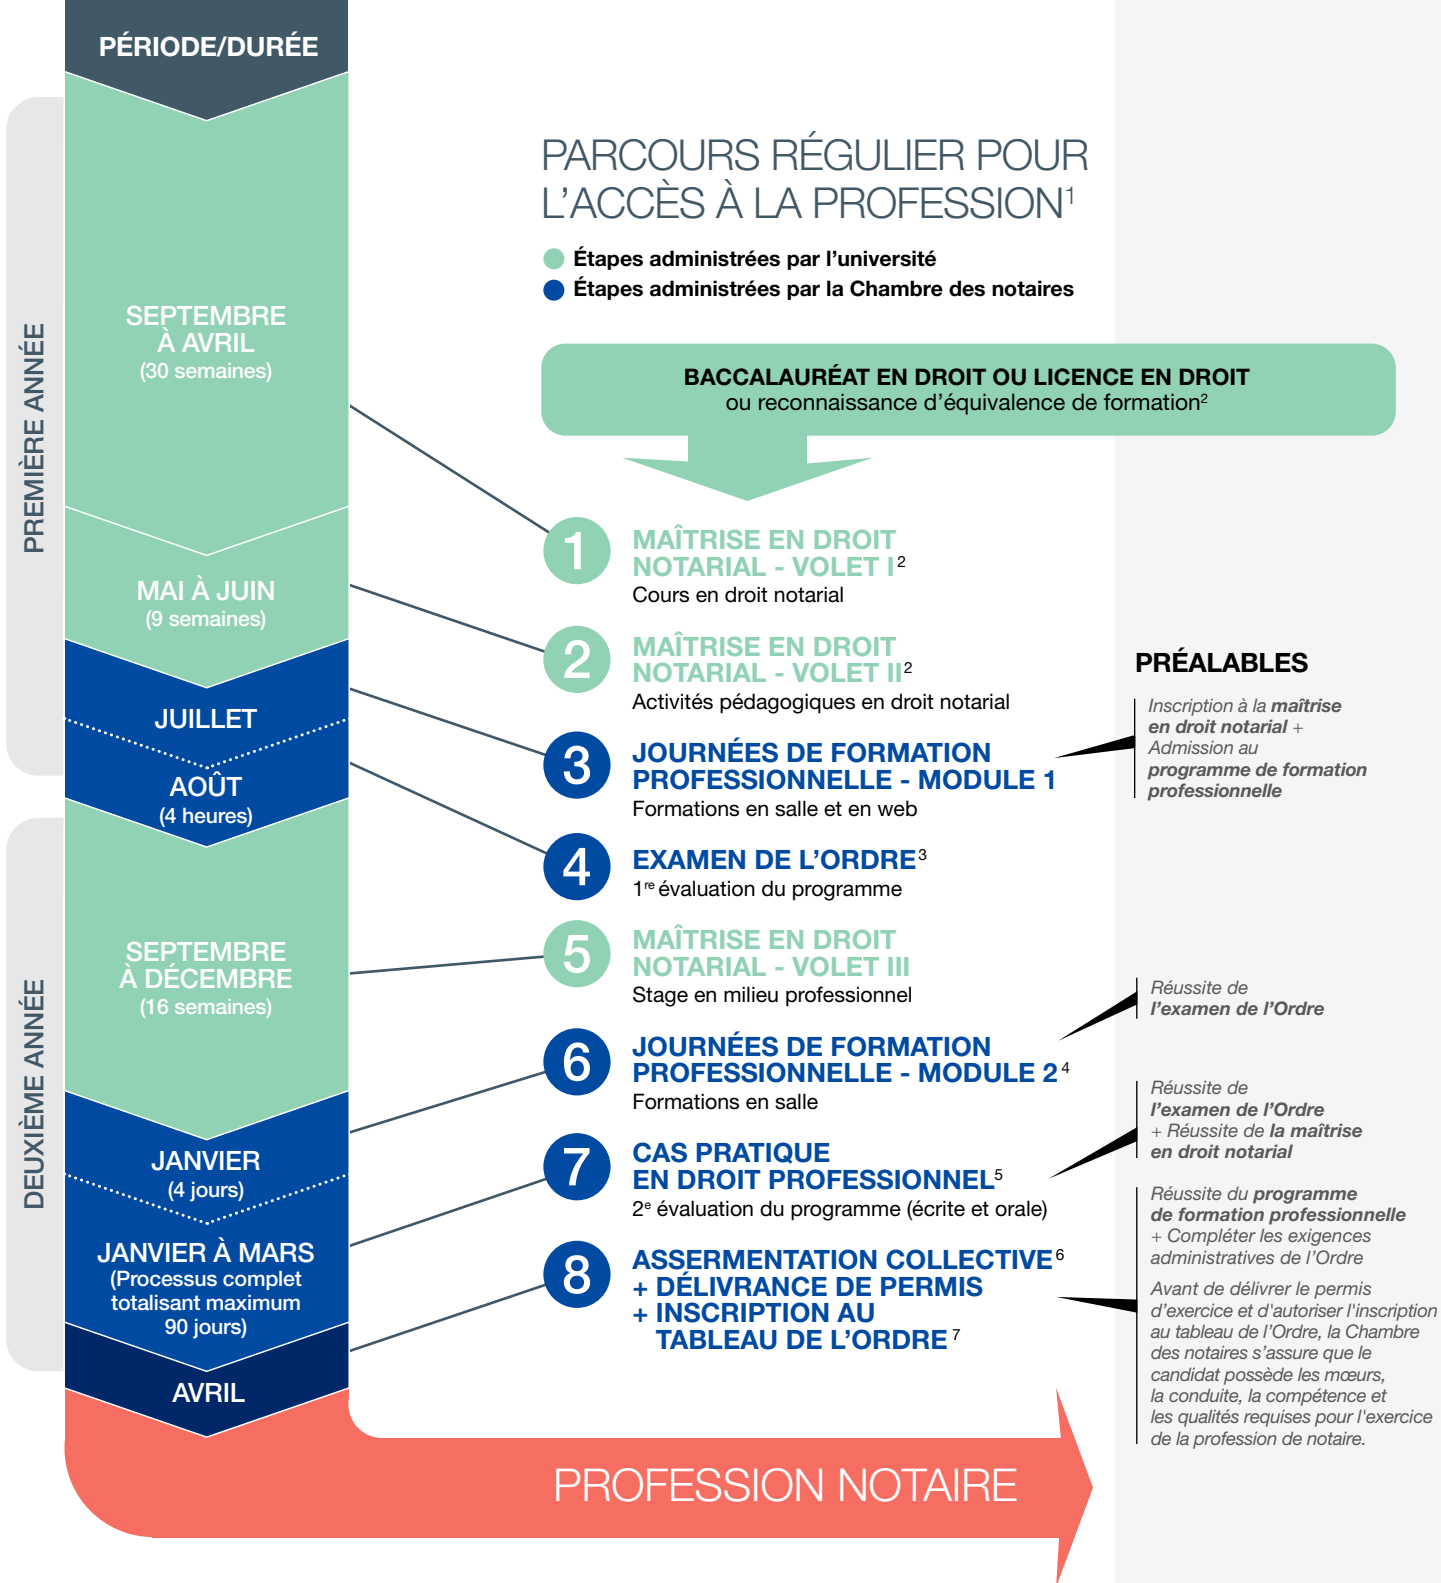 PÉRIODE/DURÉE
PREMIÈRE ANNÉE
SEPTEMBRE
À AVRIL
(30 semaines)
MAI À JUIN
(9 semaines)
JUILLET
AOÛT
(4 heures)
DEUXIÈME ANNÉE
SEPTEMBRE
À DÉCEMBRE
(16 semaines)
JANVIER
(4 jours)
JANVIER À MARS
(Processus complet
totalisant maximum
90 jours)
AVRIL
PARCOURS RÉGULIER POUR
L’ACCÈS À LA PROFESSION¹
Étapes administrées par l’université
Étapes administrées par la Chambre des notaires
BACCALAURÉAT EN DROIT OU LICENCE EN DROIT
ou reconnaissance d’équivalence de formation²
1
MAÎTRISE EN DROIT
NOTARIAL - VOLET I²
Cours en droit notarial
2
MAÎTRISE EN DROIT
NOTARIAL - VOLET II²
Activités pédagogiques en droit notarial
3
JOURNÉES DE FORMATION
PROFESSIONNELLE - MODULE 1
Formations en salle et en web
4
EXAMEN DE L’ORDRE³
1re évaluation du programme
5
MAÎTRISE EN DROIT
NOTARIAL - VOLET III
Stage en milieu professionnel
6
JOURNÉES DE FORMATION
PROFESSIONNELLE - MODULE 2⁴
Formations en salle
7
CAS PRATIQUE
EN DROIT PROFESSIONNEL⁵
2e évaluation du programme (écrite et orale)
8
ASSERMENTATION COLLECTIVE⁶
+ DÉLIVRANCE DE PERMIS
+ INSCRIPTION AU
TABLEAU DE L’ORDRE⁷
PRÉALABLES
Inscription à la maîtrise
en droit notarial +
Admission au
programme de formation
professionnelle
Réussite de
l’examen de l’Ordre
Réussite de
l’examen de l’Ordre
+ Réussite de la maîtrise
en droit notarial
Réussite du programme
de formation professionnelle
+ Compléter les exigences
administratives de l’Ordre
Avant de délivrer le permis
d’exercice et d'autoriser l'inscription
au tableau de l’Ordre, la Chambre
des notaires s’assure que le
candidat possède les mœurs,
la conduite, la compétence et
les qualités requises pour l'exercice
de la profession de notaire.
PROFESSION NOTAIRE